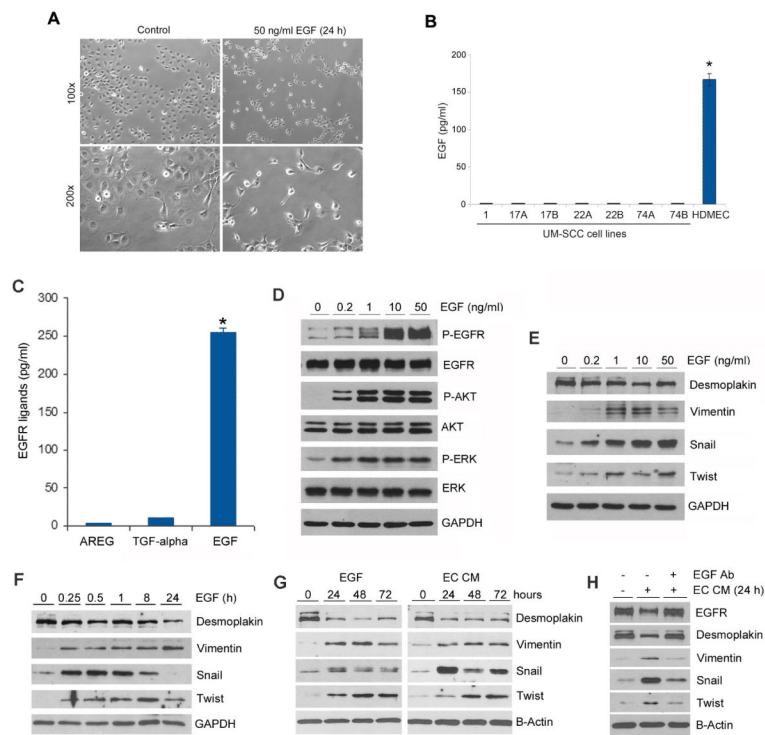 A
Control
50 ng/ml EGF (24 h)
100x
200x
B
EGF (pg/ml)
200
150
100
50
0
*
1 17A 17B 22A 22B 74A 74B HDMEC
UM-SCC cell lines
C
EGFR ligands (pg/ml)
300
250
200
150
100
50
0
*
AREG TGF-alpha EGF
D
0 0.2 1 10 50 EGF (ng/ml)
P-EGFR
EGFR
P-AKT
AKT
P-ERK
ERK
GAPDH
E
0 0.2 1 10 50 EGF (ng/ml)
Desmoplakin
Vimentin
Snail
Twist
GAPDH
F
0 0.25 0.5 1 8 24 EGF (h)
Desmoplakin
Vimentin
Snail
Twist
GAPDH
G
EGF EC CM
0 24 48 72 0 24 48 72 hours
Desmoplakin
Vimentin
Snail
Twist
B-Actin
H
- - + EGF Ab
- + + EC CM (24 h)
EGFR
Desmoplakin
Vimentin
Snail
Twist
B-Actin